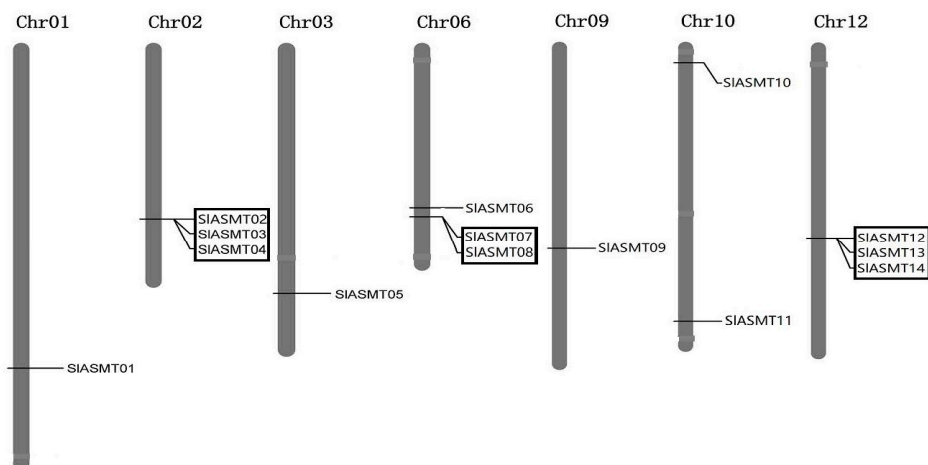 Chr01
Chr02
Chr03
Chr06
Chr09
Chr10
Chr12
SlASMT01
SlASMT02
SlASMT03
SlASMT04
SlASMT05
SlASMT06
SlASMT07
SlASMT08
SlASMT09
SlASMT10
SlASMT11
SlASMT12
SlASMT13
SlASMT14